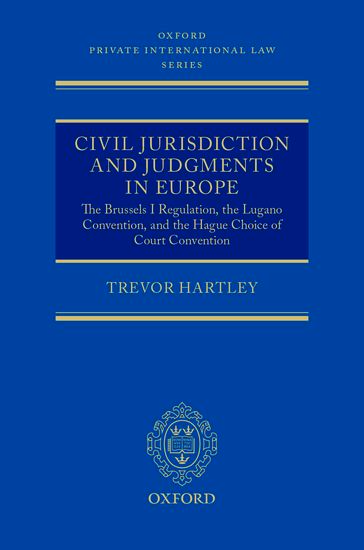 OXFORD
PRIVATE INTERNATIONAL LAW
SERIES
CIVIL JURISDICTION
AND JUDGMENTS
IN EUROPE
The Brussels I Regulation, the Lugano
Convention, and the Hague Choice of
Court Convention
TREVOR HARTLEY
OXFORD